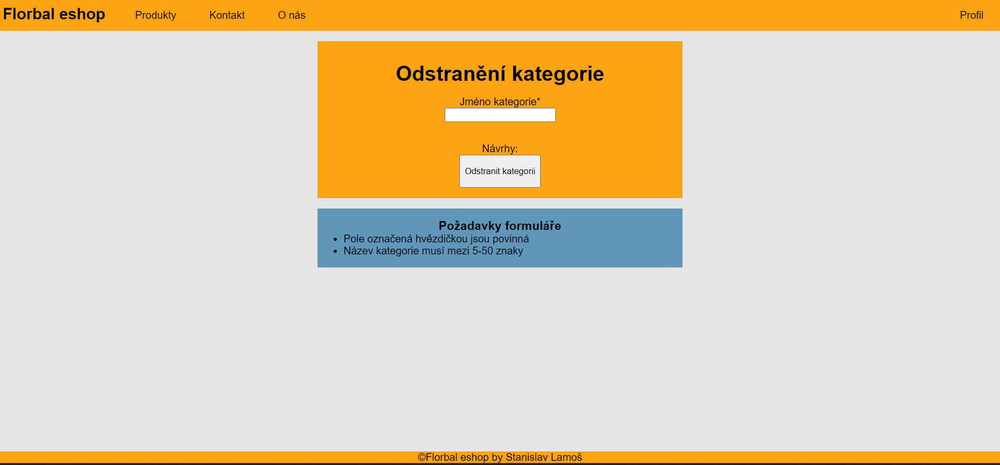 Florbal eshop Produkty Kontakt O nás Profil
Odstranění kategorie
Jméno kategorie*
Návrhy:
Odstranit kategorii
Požadavky formuláře
• Pole označená hvězdičkou jsou povinná
• Název kategorie musí mezi 5-50 znaky
©Florbal eshop by Stanislav Lamoš